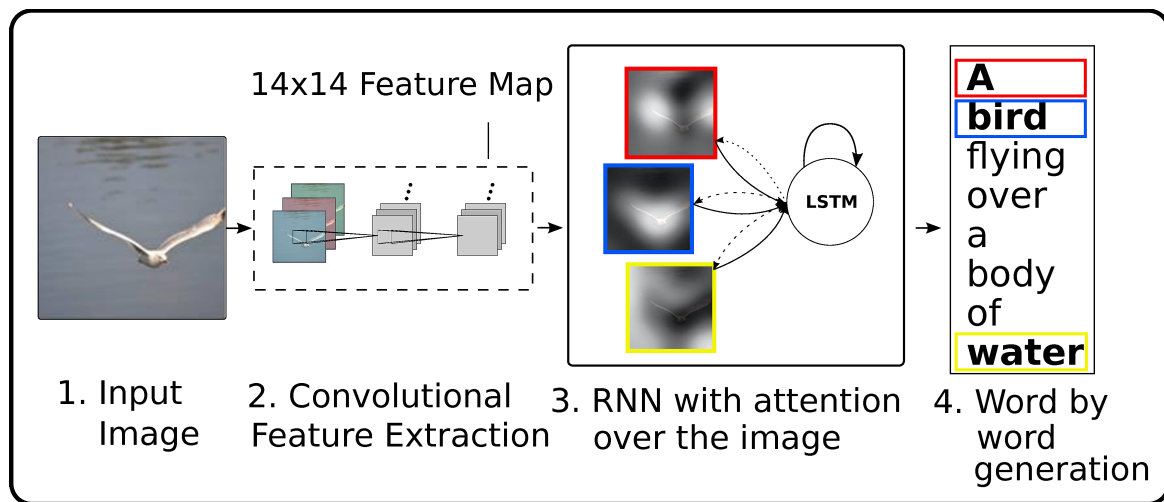 14x14 Feature Map
LSTM
A
bird
flying
over
a
body
of
water
1. Input
Image
2. Convolutional
Feature Extraction
3. RNN with attention
over the image
4. Word by
word
generation